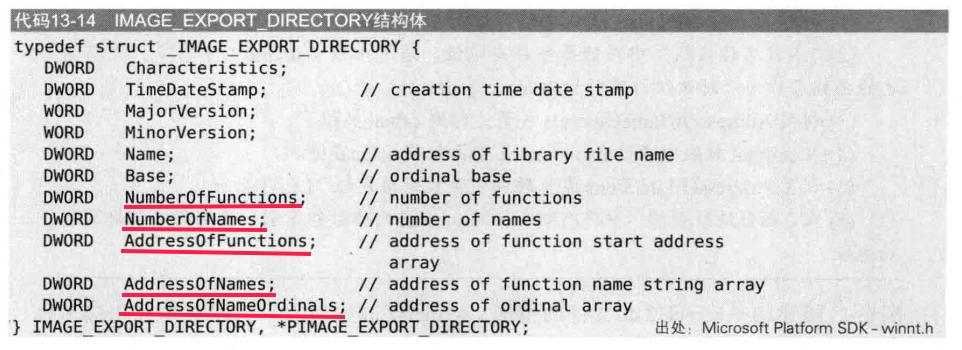 代码13-14 IMAGE_EXPORT_DIRECTORY结构体
typedef struct _IMAGE_EXPORT_DIRECTORY {
DWORD Characteristics;
DWORD TimeDateStamp; // creation time date stamp
WORD MajorVersion;
WORD MinorVersion;
DWORD Name; // address of library file name
DWORD Base; // ordinal base
DWORD NumberOfFunctions; // number of functions
DWORD NumberOfNames; // number of names
DWORD AddressOfFunctions; // address of function start address
array
DWORD AddressOfNames; // address of function name string array
DWORD AddressOfNameOrdinals; // address of ordinal array
} IMAGE_EXPORT_DIRECTORY, *PIMAGE_EXPORT_DIRECTORY;
出处：Microsoft Platform SDK - winnt.h